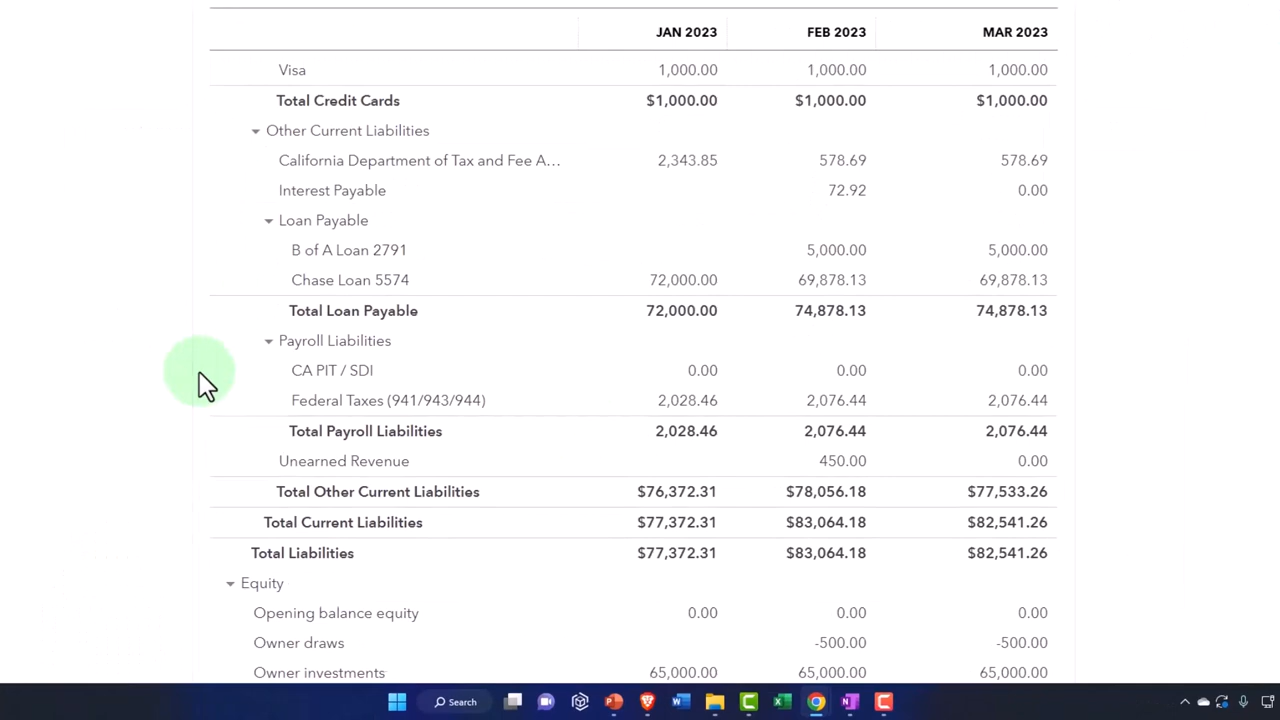 JAN 2023 FEB 2023 MAR 2023
Visa 1,000.00 1,000.00 1,000.00
Total Credit Cards $1,000.00 $1,000.00 $1,000.00
Other Current Liabilities
California Department of Tax and Fee A... 2,343.85 578.69 578.69
Interest Payable 72.92 0.00
Loan Payable
B of A Loan 2791 5,000.00 5,000.00
Chase Loan 5574 72,000.00 69,878.13 69,878.13
Total Loan Payable 72,000.00 74,878.13 74,878.13
Payroll Liabilities
CA PIT / SDI 0.00 0.00 0.00
Federal Taxes (941/943/944) 2,028.46 2,076.44 2,076.44
Total Payroll Liabilities 2,028.46 2,076.44 2,076.44
Unearned Revenue 450.00 0.00
Total Other Current Liabilities $76,372.31 $78,056.18 $77,533.26
Total Current Liabilities $77,372.31 $83,064.18 $82,541.26
Total Liabilities $77,372.31 $83,064.18 $82,541.26
Equity
Opening balance equity 0.00 0.00 0.00
Owner draws -500.00 -500.00
Owner investments 65,000.00 65,000.00 65,000.00
Search